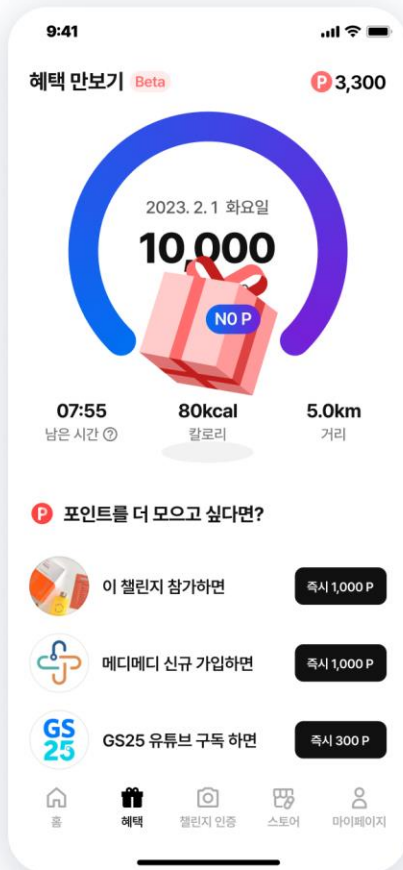 9:41
혜택 만보기 Beta
P 3,300
2023. 2. 1 화요일
10,000
N0 P
07:55 80kcal 5.0km
남은 시간 ? 칼로리 거리
P 포인트를 더 모으고 싶다면?
이 챌린지 참가하면 즉시 1,000 P
메디메디 신규 가입하면 즉시 1,000 P
GS
25
GS25 유튜브 구독 하면 즉시 300 P
홈 혜택 챌린지 인증 스토어 마이페이지